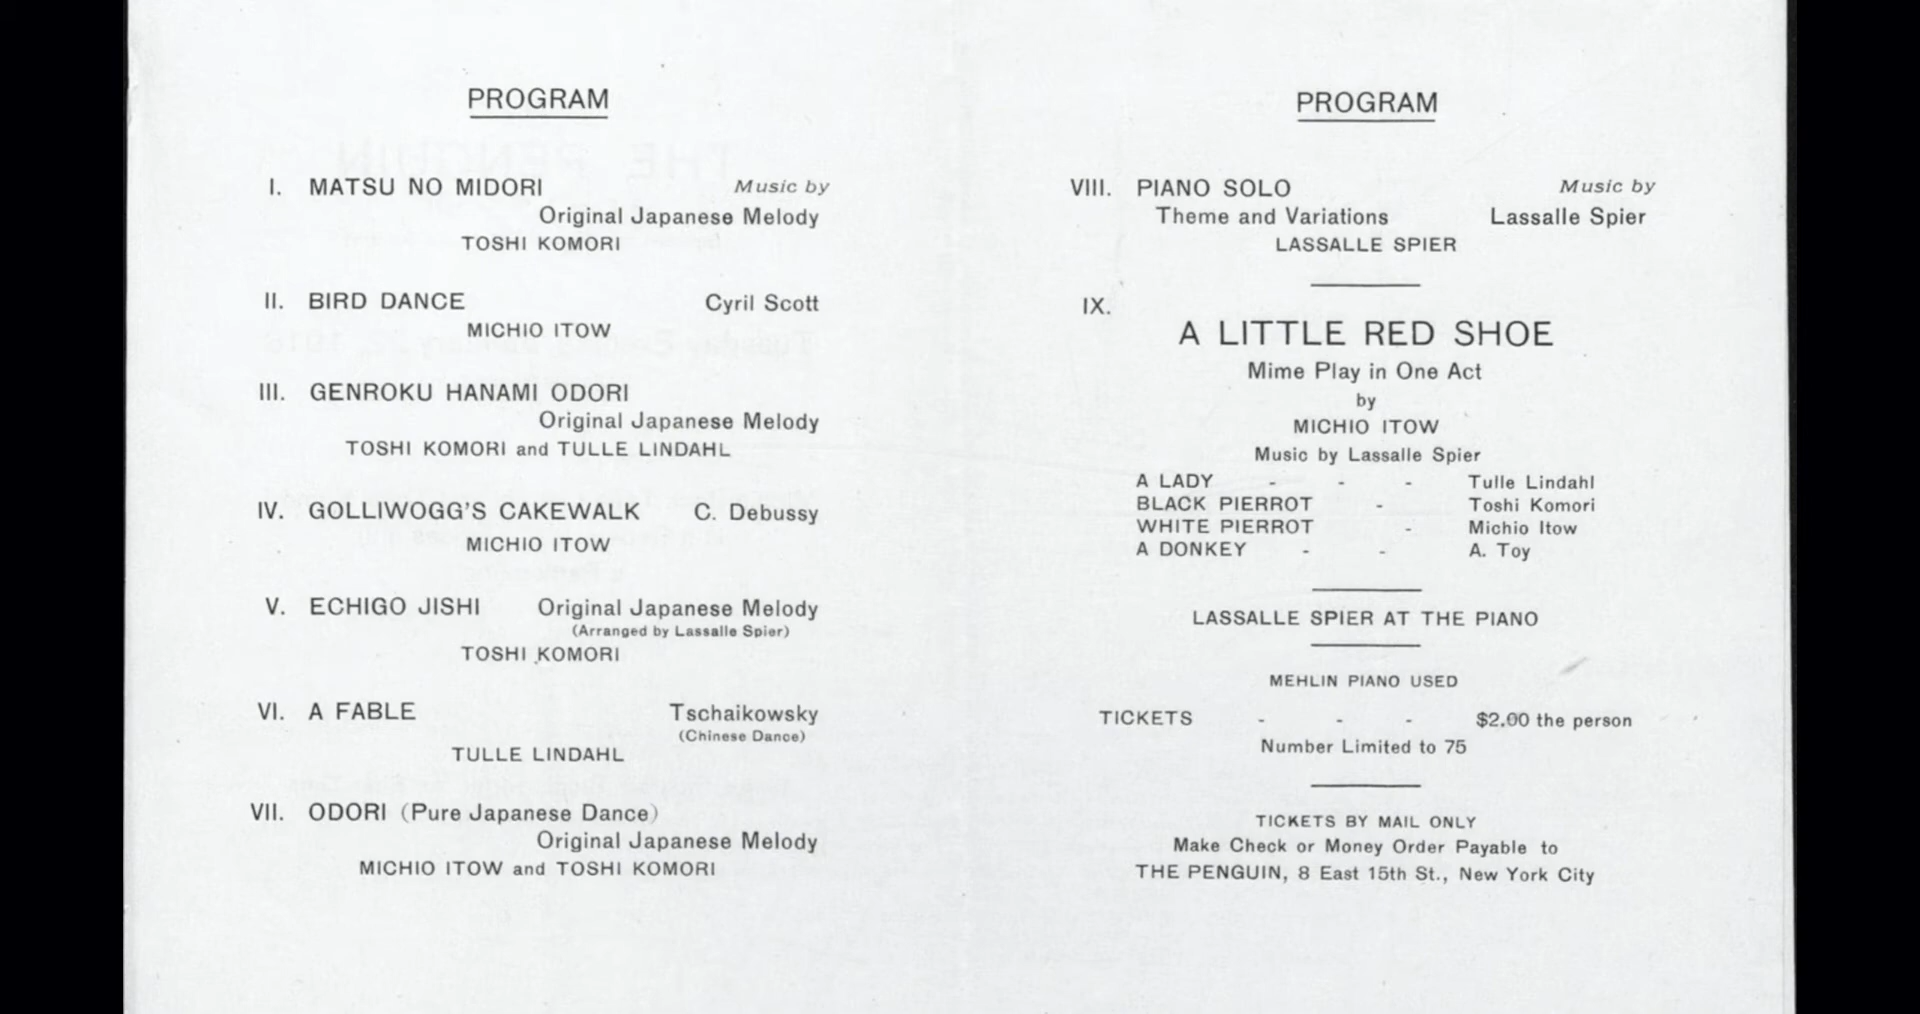 PROGRAM
I. MATSU NO MIDORI Music by
Original Japanese Melody
TOSHI KOMORI
II. BIRD DANCE Cyril Scott
MICHIO ITOW
III. GENROKU HANAMI ODORI
Original Japanese Melody
TOSHI KOMORI and TULLE LINDAHL
IV. GOLLIWOGG'S CAKEWALK C. Debussy
MICHIO ITOW
V. ECHIGO JISHI Original Japanese Melody
(Arranged by Lassalle Spier)
TOSHI KOMORI
VI. A FABLE Tschaikowsky
(Chinese Dance)
TULLE LINDAHL
VII. ODORI (Pure Japanese Dance)
Original Japanese Melody
MICHIO ITOW and TOSHI KOMORI
PROGRAM
VIII. PIANO SOLO Music by
Theme and Variations Lassalle Spier
LASSALLE SPIER
IX.
A LITTLE RED SHOE
Mime Play in One Act
by
MICHIO ITOW
Music by Lassalle Spier
A LADY - - - Tulle Lindahl
BLACK PIERROT - Toshi Komori
WHITE PIERROT - Michio Itow
A DONKEY - - A. Toy
LASSALLE SPIER AT THE PIANO
MEHLIN PIANO USED
TICKETS - - - $2.00 the person
Number Limited to 75
TICKETS BY MAIL ONLY
Make Check or Money Order Payable to
THE PENGUIN, 8 East 15th St., New York City